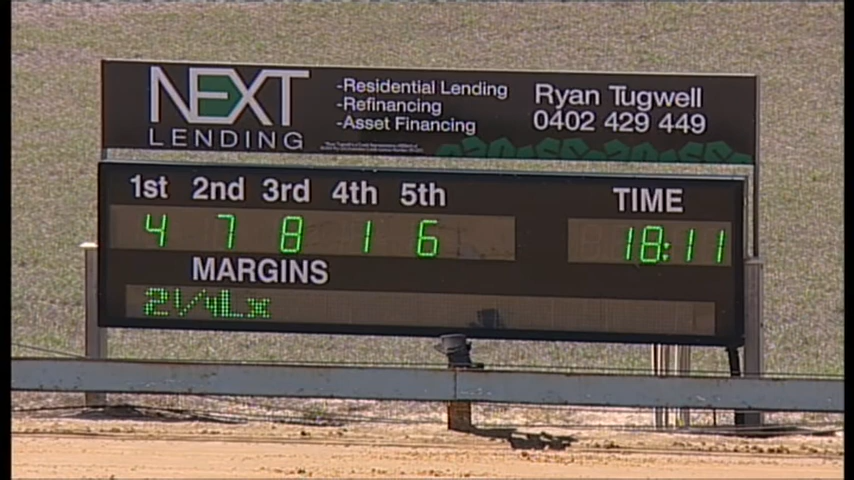 NEXT
LENDING
-Residential Lending
-Refinancing
-Asset Financing
Ryan Tugwell
0402 429 449
1st 2nd 3rd 4th 5th TIME
4 7 8 1 6 18:11
MARGINS
2 1/4Lx